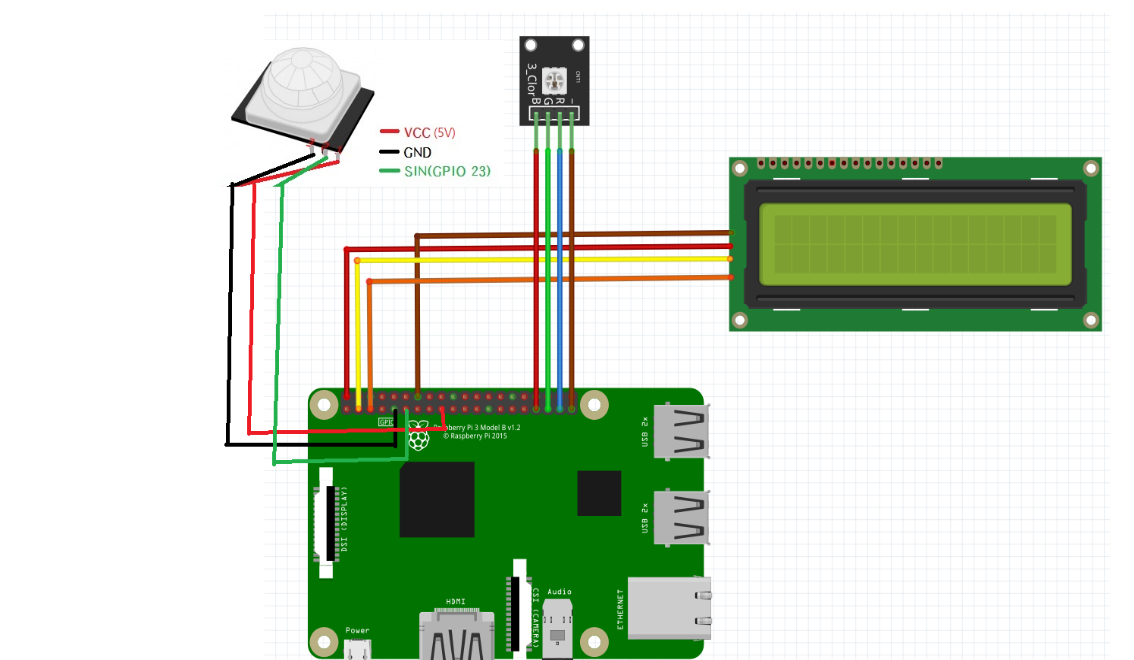 3_Clor
CNT1
B G R -
VCC (5V)
GND
SIN(GPIO 23)
Raspberry Pi 3 Model B v1.2
© Raspberry Pi 2015
USB 2x
DSI (DISPLAY)
USB 2x
HDMI
CSI (CAMERA)
Audio
ETHERNET
Power